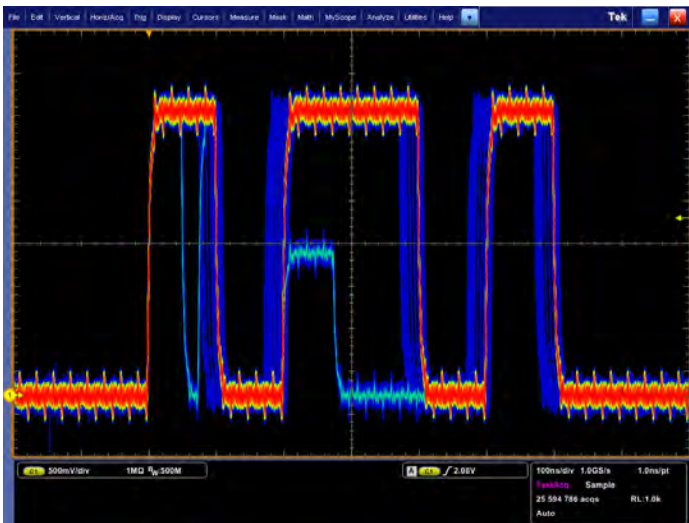 File Edit Vertical Horiz/Acq Trig Display Cursors Measure Mask Math MyScope Analyze Utilities Help Tek
1
C1 500mV/div 1MΩ BW:500M
A C1 2.08V
100ns/div 1.0GS/s 1.0ns/pt
FastAcq Sample
25 594 786 acqs RL:1.0k
Auto